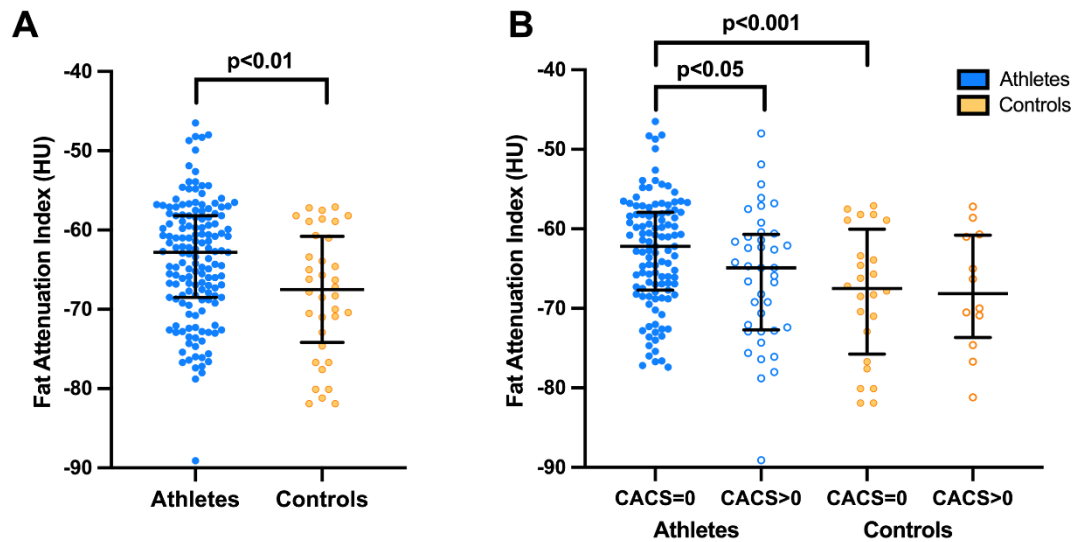 A
p<0.01
Fat Attenuation Index (HU)
-40
-50
-60
-70
-80
-90
Athletes Controls
B
p<0.001
p<0.05
Athletes
Controls
Fat Attenuation Index (HU)
-40
-50
-60
-70
-80
-90
CACS=0 CACS>0 CACS=0 CACS>0
Athletes Controls